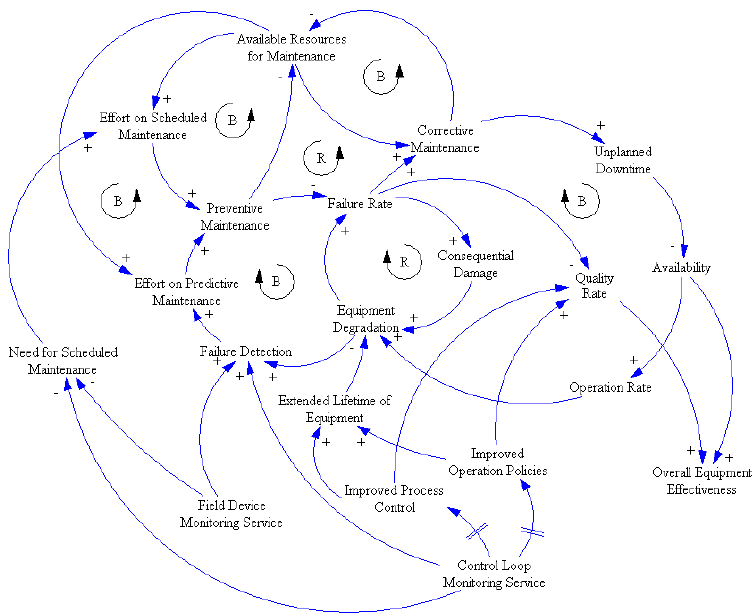 Available Resources
for Maintenance
-
-
B
Effort on Scheduled
Maintenance
+
+
B
Corrective
Maintenance
+
+
Unplanned
Downtime
+
R
B
Preventive
Maintenance
+
+
-
Failure Rate
+
B
Effort on Predictive
Maintenance
+
+
B
R
Consequential
Damage
+
Quality
Rate
-
+
Availability
-
Equipment
Degradation
+
-
+
Need for Scheduled
Maintenance
-
-
Failure Detection
+
+
+
Operation Rate
+
Extended Lifetime of
Equipment
+
+
Improved
Operation Policies
Overall Equipment
Effectiveness
+
+
Improved Process
Control
Field Device
Monitoring Service
Control Loop
Monitoring Service